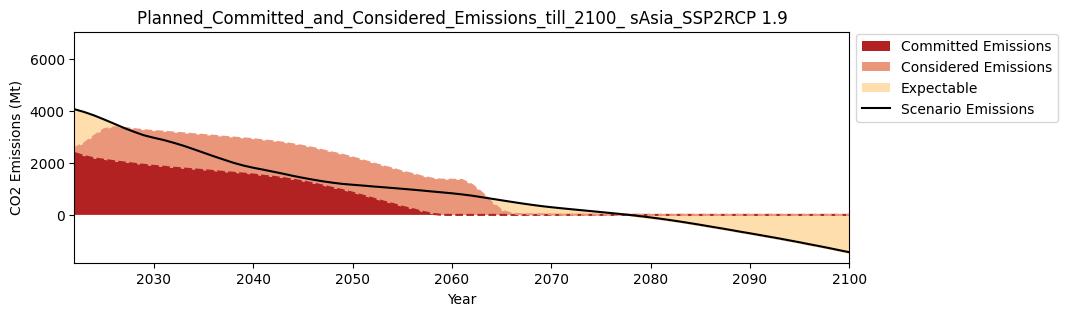 Planned_Committed_and_Considered_Emissions_till_2100_ sAsia_SSP2RCP 1.9
CO2 Emissions (Mt)
6000
4000
2000
0
2030
2040
2050
2060
2070
2080
2090
2100
Year
Committed Emissions
Considered Emissions
Expectable
Scenario Emissions